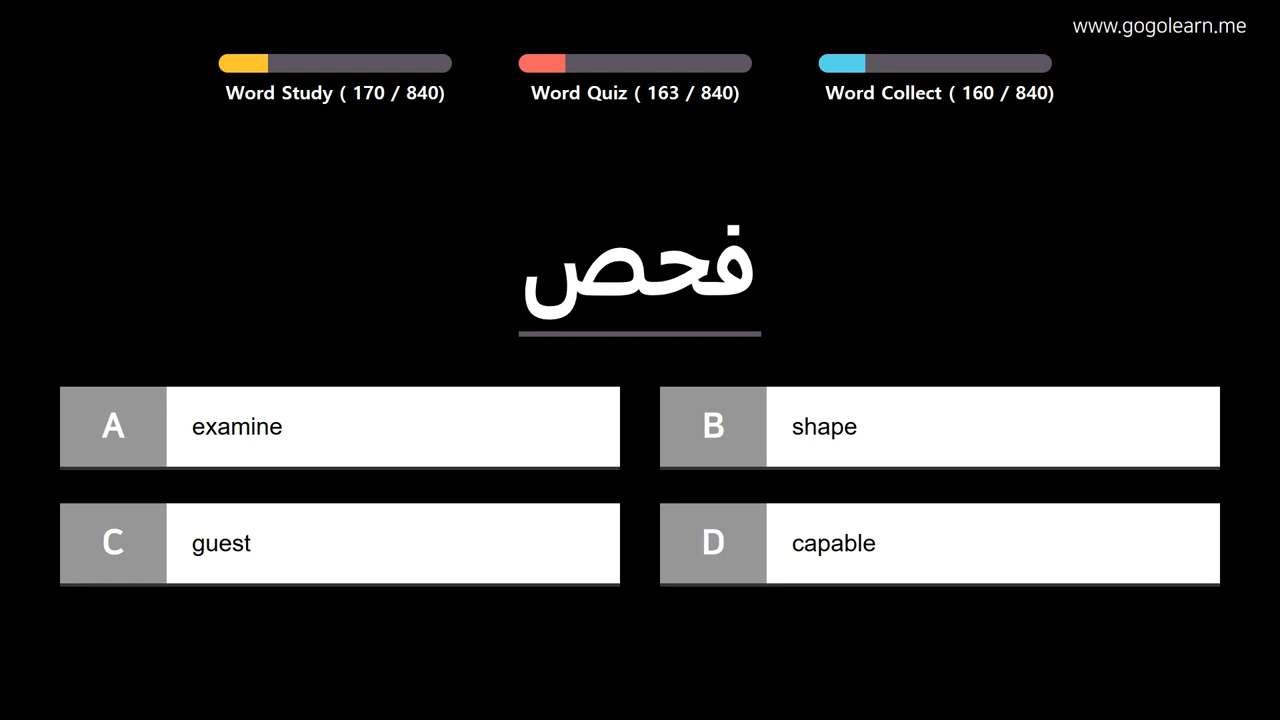 www.gogolearn.me
Word Study ( 170 / 840)
Word Quiz ( 163 / 840)
Word Collect ( 160 / 840)
فحص
A examine
B shape
C guest
D capable